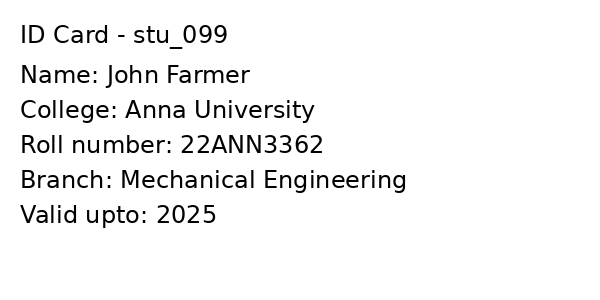 ID Card - stu_099
Name: John Farmer
College: Anna University
Roll number: 22ANN3362
Branch: Mechanical Engineering
Valid upto: 2025